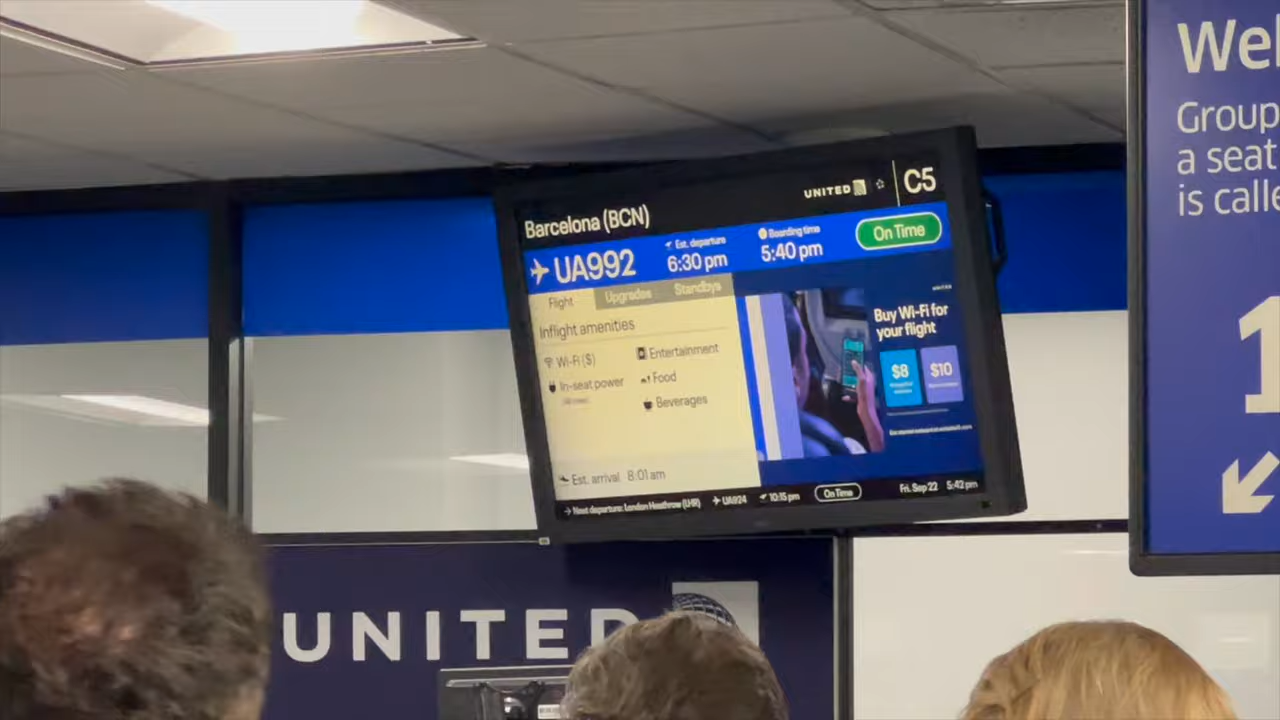 UNITED
C5
Barcelona (BCN)
UA992
Est. departure
6:30 pm
Boarding time
5:40 pm
On Time
Flight
Upgrades
Standbys
Inflight amenities
Wi-Fi ($)
Entertainment
In-seat power
Food
Beverages
Est. arrival 8:01 am
Buy Wi-Fi for
your flight
$8
$10
Next departure: London Heathrow (LHR) UA924 10:15 pm On Time Fri. Sep 22 5:42 pm
UNITED
Wel
Group
a seat
is calle
1